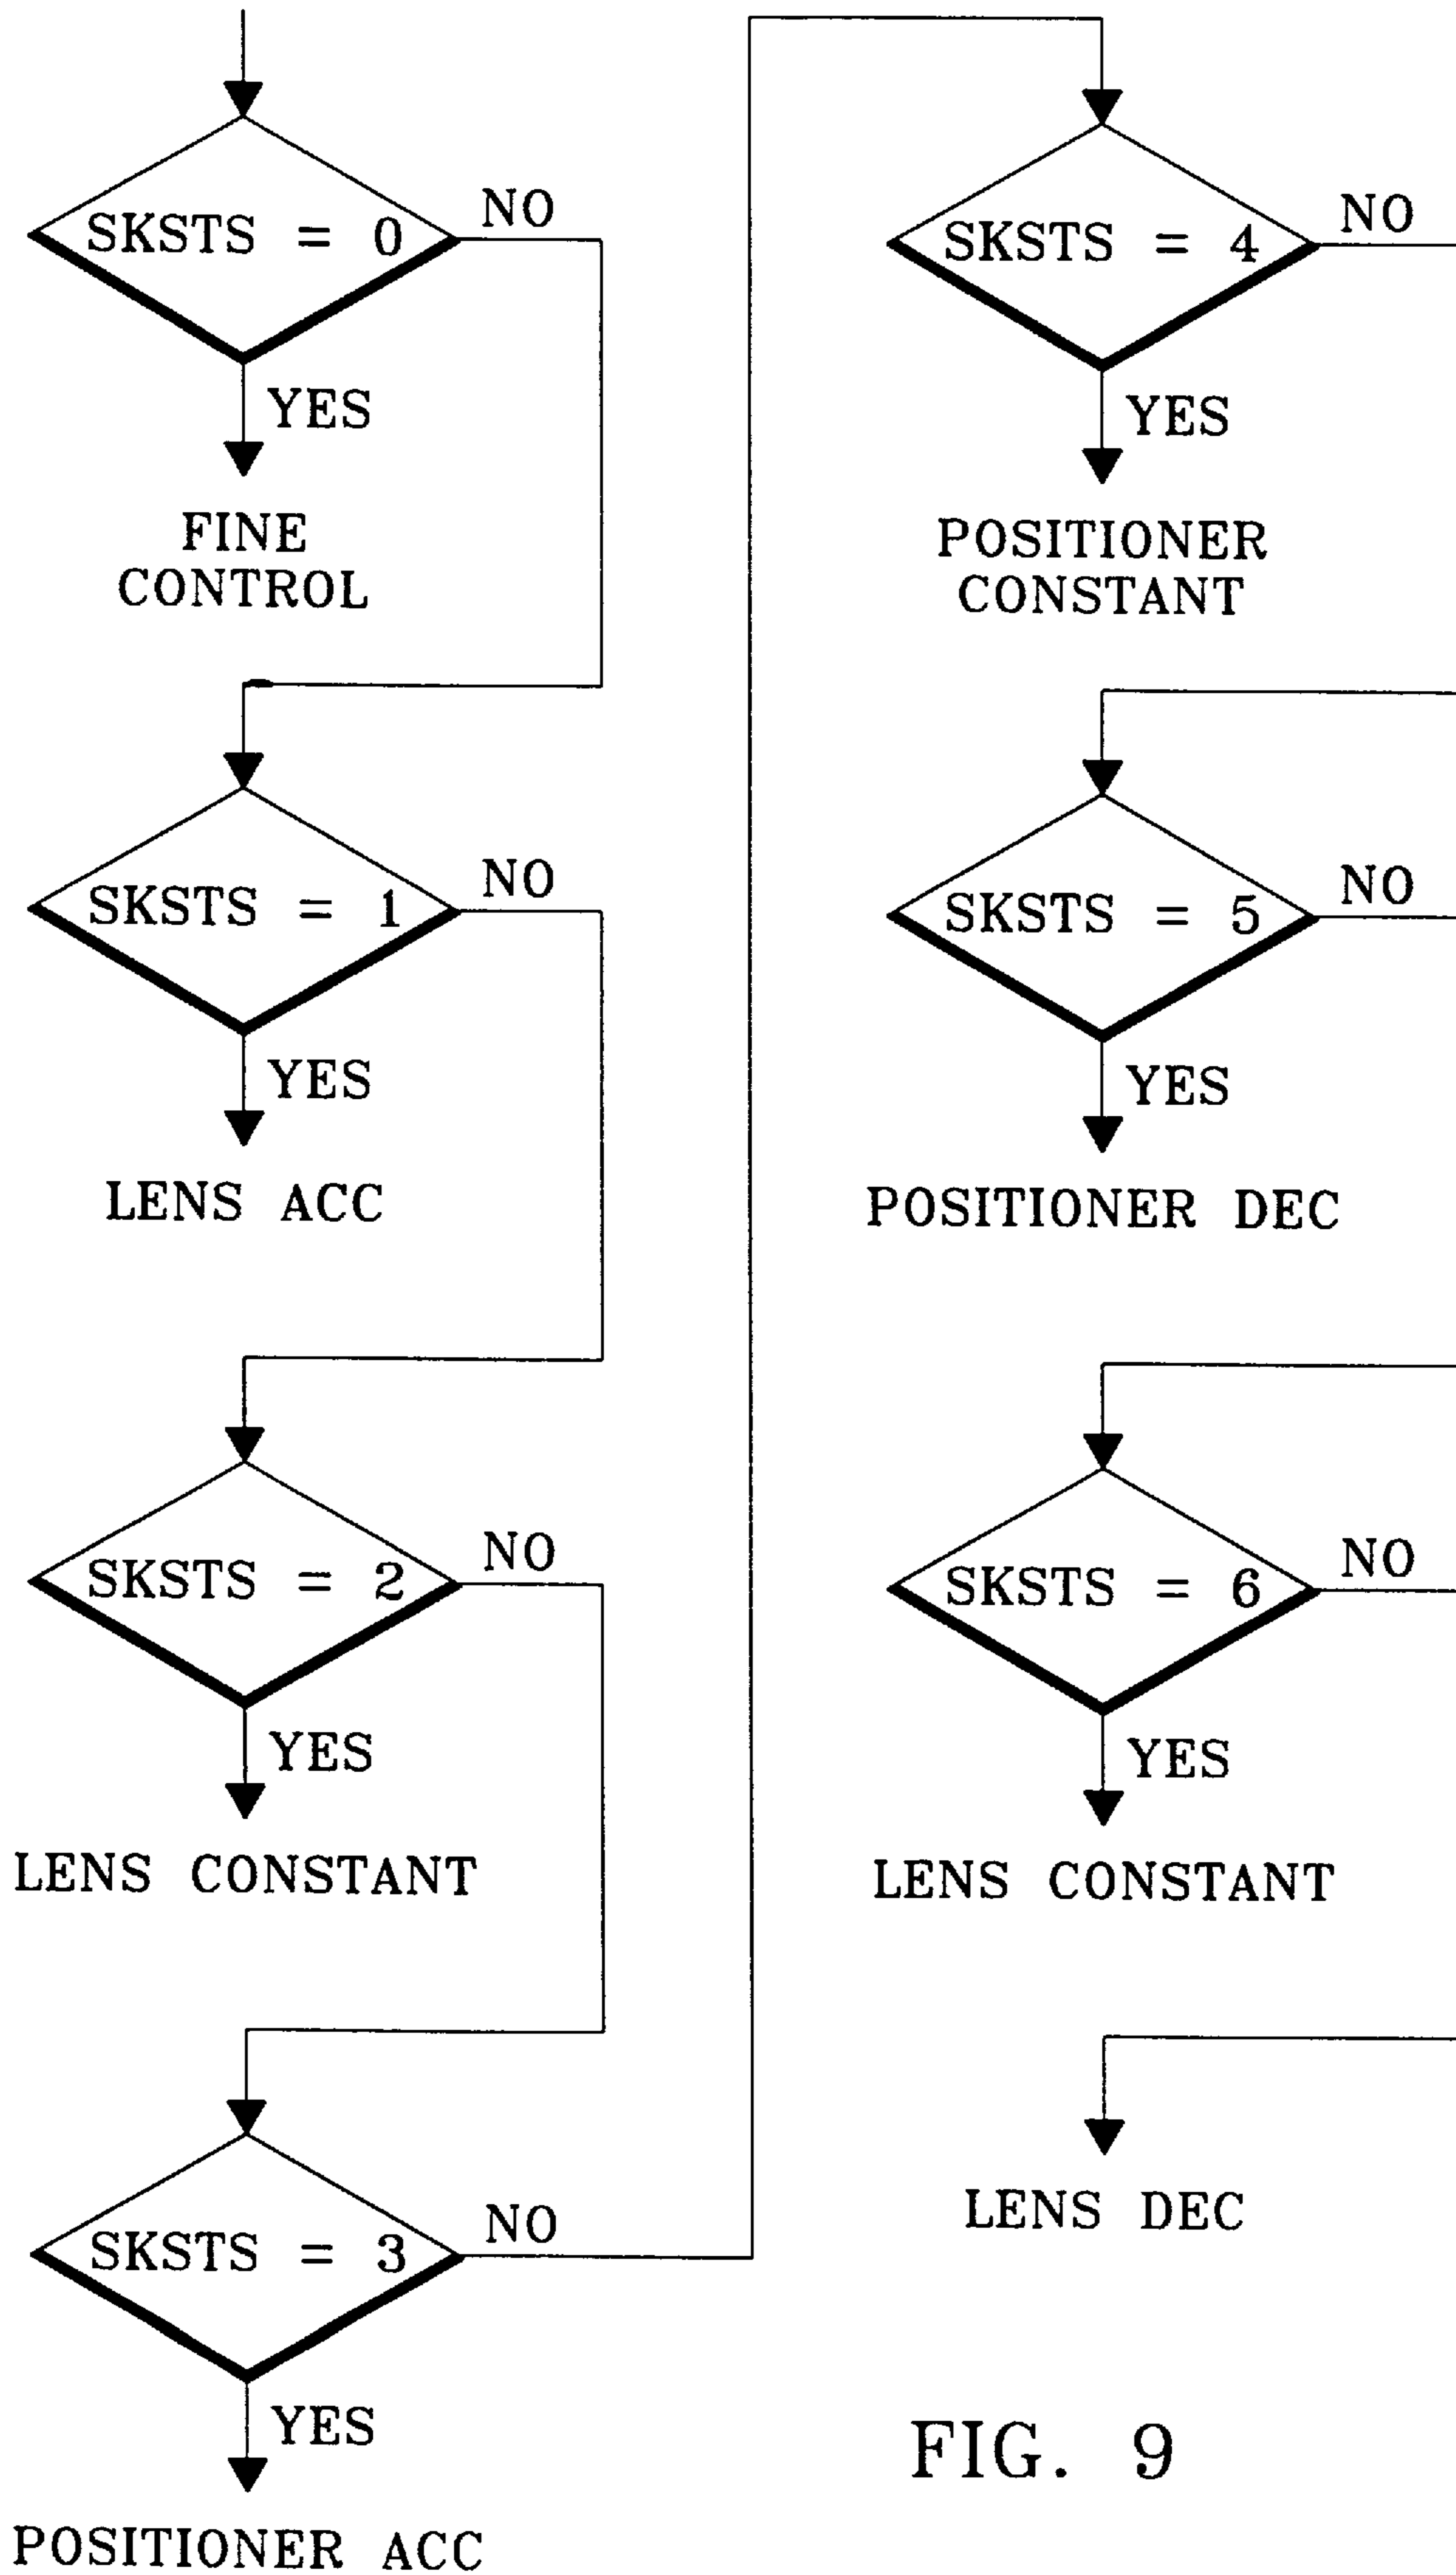 SKSTS = 0
NO
YES
FINE
CONTROL
SKSTS = 1
NO
YES
LENS ACC
SKSTS = 2
NO
YES
LENS CONSTANT
SKSTS = 3
NO
YES
POSITIONER ACC
SKSTS = 4
NO
YES
POSITIONER
CONSTANT
SKSTS = 5
NO
YES
POSITIONER DEC
SKSTS = 6
NO
YES
LENS CONSTANT
LENS DEC
FIG. 9